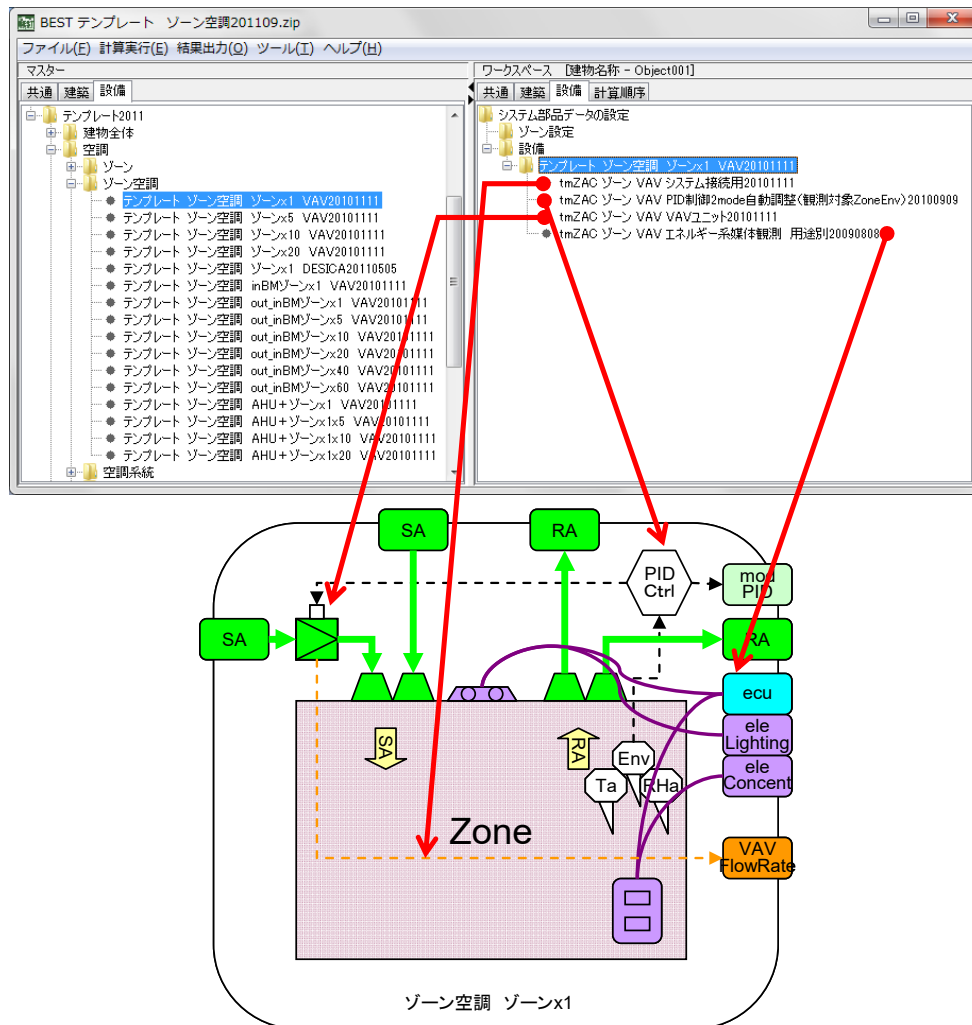 BEST テンプレート ゾーン空調201109.zip
ファイル(F) 計算実行(E) 結果出力(O) ツール(T) ヘルプ(H)
マスター
共通 建築 設備
テンプレート2011
建物全体
空調
ゾーン
ゾーン空調
テンプレート ゾーン空調 ゾーンx1 VAV20101111
テンプレート ゾーン空調 ゾーンx5 VAV20101111
テンプレート ゾーン空調 ゾーンx10 VAV20101111
テンプレート ゾーン空調 ゾーンx20 VAV20101111
テンプレート ゾーン空調 ゾーンx1 DESICA20110505
テンプレート ゾーン空調 inBMゾーンx1 VAV20101111
テンプレート ゾーン空調 out_inBMゾーンx1 VAV20101111
テンプレート ゾーン空調 out_inBMゾーンx5 VAV20101111
テンプレート ゾーン空調 out_inBMゾーンx10 VAV20101111
テンプレート ゾーン空調 out_inBMゾーンx20 VAV20101111
テンプレート ゾーン空調 out_inBMゾーンx40 VAV20101111
テンプレート ゾーン空調 out_inBMゾーンx60 VAV20101111
テンプレート ゾーン空調 AHU+ゾーンx1 VAV20101111
テンプレート ゾーン空調 AHU+ゾーンx1x5 VAV20101111
テンプレート ゾーン空調 AHU+ゾーンx1x10 VAV20101111
テンプレート ゾーン空調 AHU+ゾーンx1x20 VAV20101111
空調系統
ワークスペース [建物名称 - Object001]
共通 建築 設備 計算順序
システム部品データの設定
ゾーン設定
設備
テンプレート ゾーン空調 ゾーンx1 VAV20101111
tmZAC ゾーン VAV システム接続用20101111
tmZAC ゾーン VAV PID制御2mode自動調整(観測対象ZoneEnv)20100909
tmZAC ゾーン VAV VAVユニット20101111
tmZAC ゾーン VAV エネルギー系媒体観測 用途別20090808
SA
RA
PID
Ctrl
mod
PID
SA
RA
ecu
ele
Lighting
ele
Concent
SA
RA
Env
Ta
RHa
Zone
VAV
FlowRate
ゾーン空調 ゾーンx1